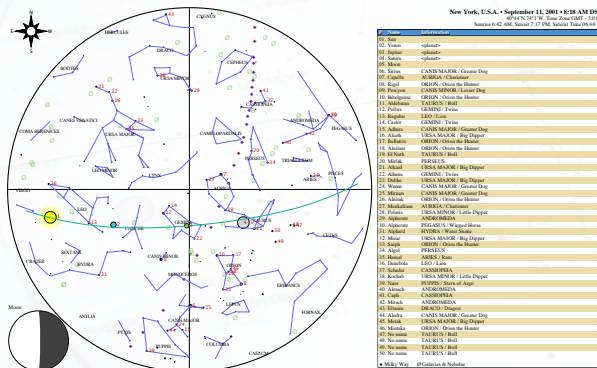 New York, U.S.A. • September 11, 2001 • 8:18 AM DS
40°44'N 74°1'W. Time Zone GMT - 5.0
Sunrise 6:42 AM, Sunset 7:17 PM, Sidereal Time 06:44:
# Name Information
01. Sun
02. Venus <planet>
03. Jupiter <planet>
04. Saturn <planet>
05. Moon
06. Sirius CANIS MAJOR / Greater Dog
07. Capella AURIGA / Charioteer
08. Rigel ORION / Orion the Hunter
09. Procyon CANIS MINOR / Lesser Dog
10. Betelgeuse ORION / Orion the Hunter
11. Aldebaran TAURUS / Bull
12. Pollux GEMINI / Twins
13. Regulus LEO / Lion
14. Castor GEMINI / Twins
15. Adhara CANIS MAJOR / Greater Dog
16. Alioth URSA MAJOR / Big Dipper
17. Bellatrix ORION / Orion the Hunter
18. Alnilam ORION / Orion the Hunter
19. El Nath TAURUS / Bull
20. Mirfak PERSEUS
21. Alkaid URSA MAJOR / Big Dipper
22. Alhena GEMINI / Twins
23. Dubhe URSA MAJOR / Big Dipper
24. Wezen CANIS MAJOR / Greater Dog
25. Mirzam CANIS MAJOR / Greater Dog
26. Alnitak ORION / Orion the Hunter
27. Menkalinan AURIGA / Charioteer
28. Polaris URSA MINOR / Little Dipper
29. Alpheratz ANDROMEDA
30. Alpheratz PEGASUS / Winged Horse
31. Alphard HYDRA / Water Snake
32. Mizar URSA MAJOR / Big Dipper
33. Saiph ORION / Orion the Hunter
34. Algol PERSEUS
35. Hamal ARIES / Ram
36. Denebola LEO / Lion
37. Schedar CASSIOPEIA
38. Kochab URSA MINOR / Little Dipper
39. Naos PUPPIS / Stern of Argo
40. Almach ANDROMEDA
41. Caph CASSIOPEIA
42. Mirach ANDROMEDA
43. Eltanin DRACO / Dragon
44. Aludra CANIS MAJOR / Greater Dog
45. Merak URSA MAJOR / Big Dipper
46. Mintaka ORION / Orion the Hunter
47. No name TAURUS / Bull
48. No name TAURUS / Bull
49. No name TAURUS / Bull
50. No name TAURUS / Bull
Milky Way Galaxies & Nebulae
N
E W
S
CYGNUS
HERCULES
DRACO
BOOTES
CEPHEUS
URSA MINOR
CASSIOPEIA
CANES VENATICI
ANDROMEDA
PEGASUS
COMA BERENICES
URSA MAJOR
CAMELOPARDALIS
PERSEUS
TRIANGULUM
LEO MINOR
LYNX
ARIES
PISCES
VIRGO
AURIGA
LEO
CANCER
GEMINI
TAURUS
CETUS
SEXTANS
CRATER
HYDRA
CANIS MINOR
ORION
MONOCEROS
ERIDANUS
LEPUS
FORNAX
ANTLIA
CANIS MAJOR
PUPPIS
COLUMBA
CAELUM
Moon